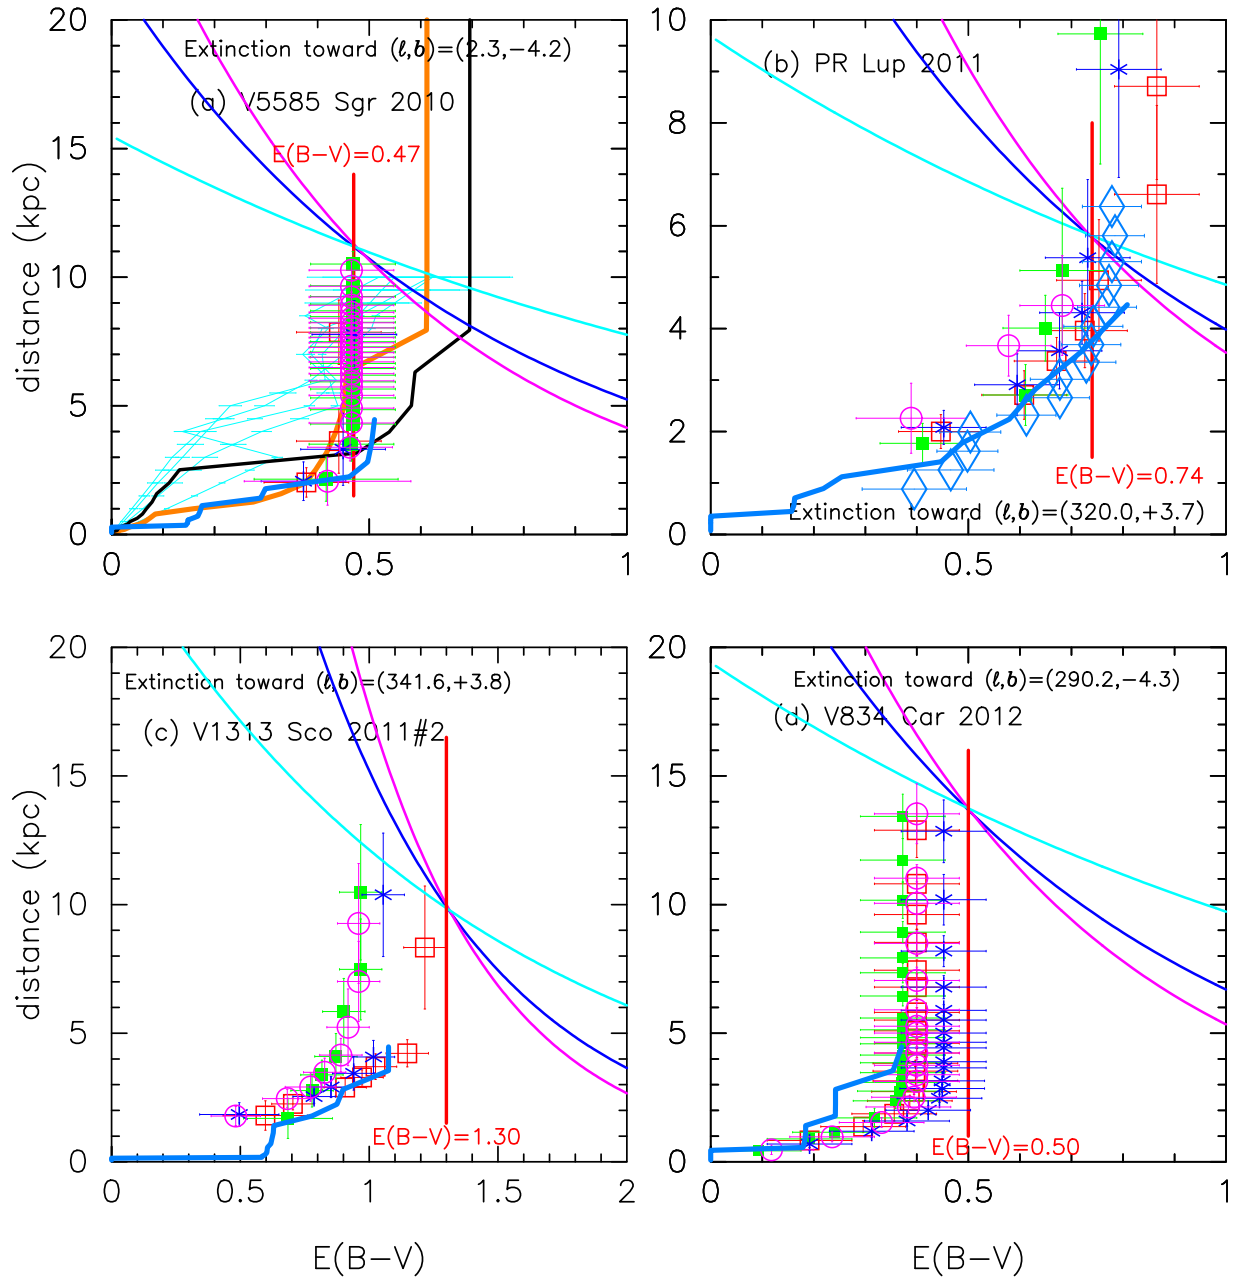 20
Extinction toward (ℓ,b)=(2.3,−4.2)
(a) V5585 Sgr 2010
15
E(B−V)=0.47
10
5
0
0 0.5 1
distance (kpc)
10
(b) PR Lup 2011
8
6
4
2
E(B−V)=0.74
Extinction toward (ℓ,b)=(320.0,+3.7)
0
0 0.5 1
20
Extinction toward (ℓ,b)=(341.6,+3.8)
(c) V1313 Sco 2011#2
15
10
5
E(B−V)=1.30
0
0 0.5 1 1.5 2
distance (kpc)
E(B−V)
20
Extinction toward (ℓ,b)=(290.2,−4.3)
(d) V834 Car 2012
15
10
5
E(B−V)=0.50
0
0 0.5 1
E(B−V)